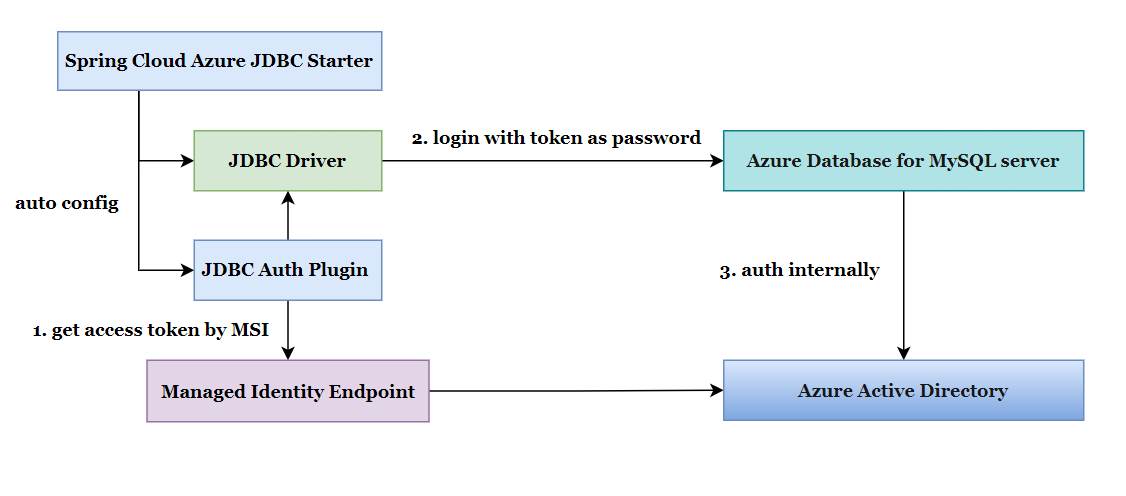 Spring Cloud Azure JDBC Starter
2. login with token as password
JDBC Driver
Azure Database for MySQL server
auto config
JDBC Auth Plugin
3. auth internally
1. get access token by MSI
Managed Identity Endpoint
Azure Active Directory